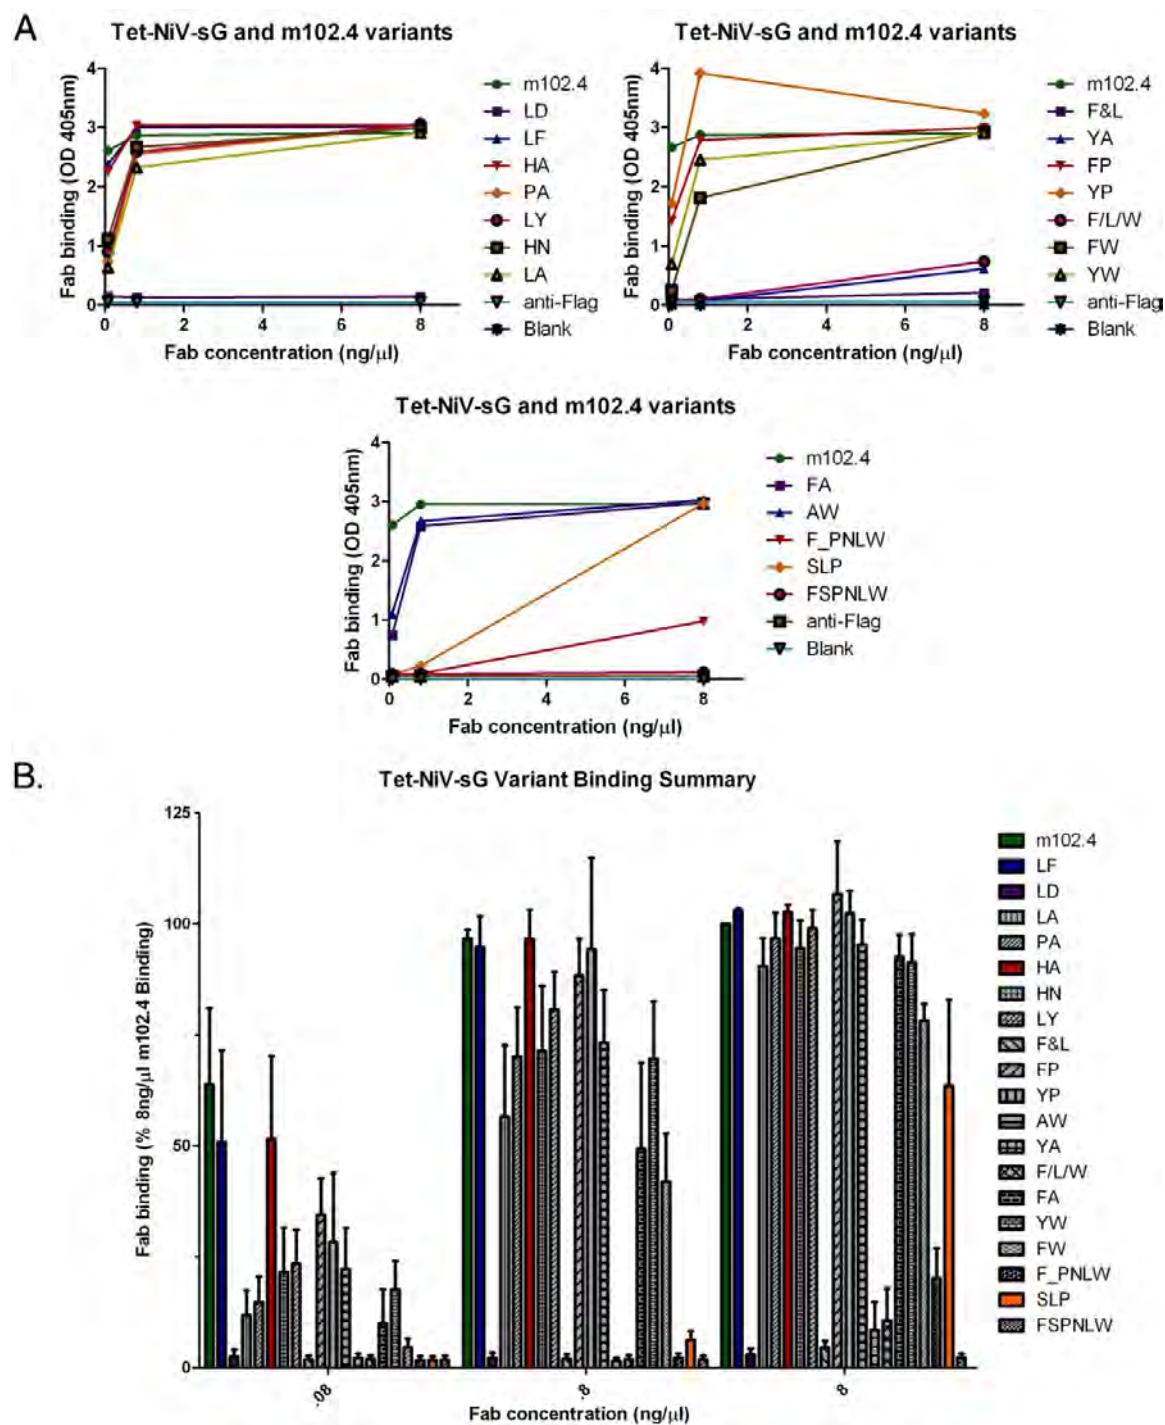 A
Tet-NiV-sG and m102.4 variants
Fab binding (OD 405nm)
4
3
2
1
0
0
2
4
6
8
Fab concentration (ng/μl)
m102.4
LD
LF
HA
PA
LY
HN
LA
anti-Flag
Blank
Tet-NiV-sG and m102.4 variants
Fab binding (OD 405nm)
4
3
2
1
0
0
2
4
6
8
Fab concentration (ng/μl)
m102.4
F&L
YA
FP
YP
F/L/W
FW
YW
anti-Flag
Blank
Tet-NiV-sG and m102.4 variants
Fab binding (OD 405nm)
4
3
2
1
0
0
2
4
6
8
Fab concentration (ng/μl)
m102.4
FA
AW
F_PNLW
SLP
FSPNLW
anti-Flag
Blank
B.
Tet-NiV-sG Variant Binding Summary
Fab binding (% 8ng/μl m102.4 Binding)
125
100
50
0
.08
.8
8
Fab concentration (ng/μl)
m102.4
LF
LD
LA
PA
HA
HN
LY
F&L
FP
YP
AW
YA
F/L/W
FA
YW
FW
F_PNLW
SLP
FSPNLW